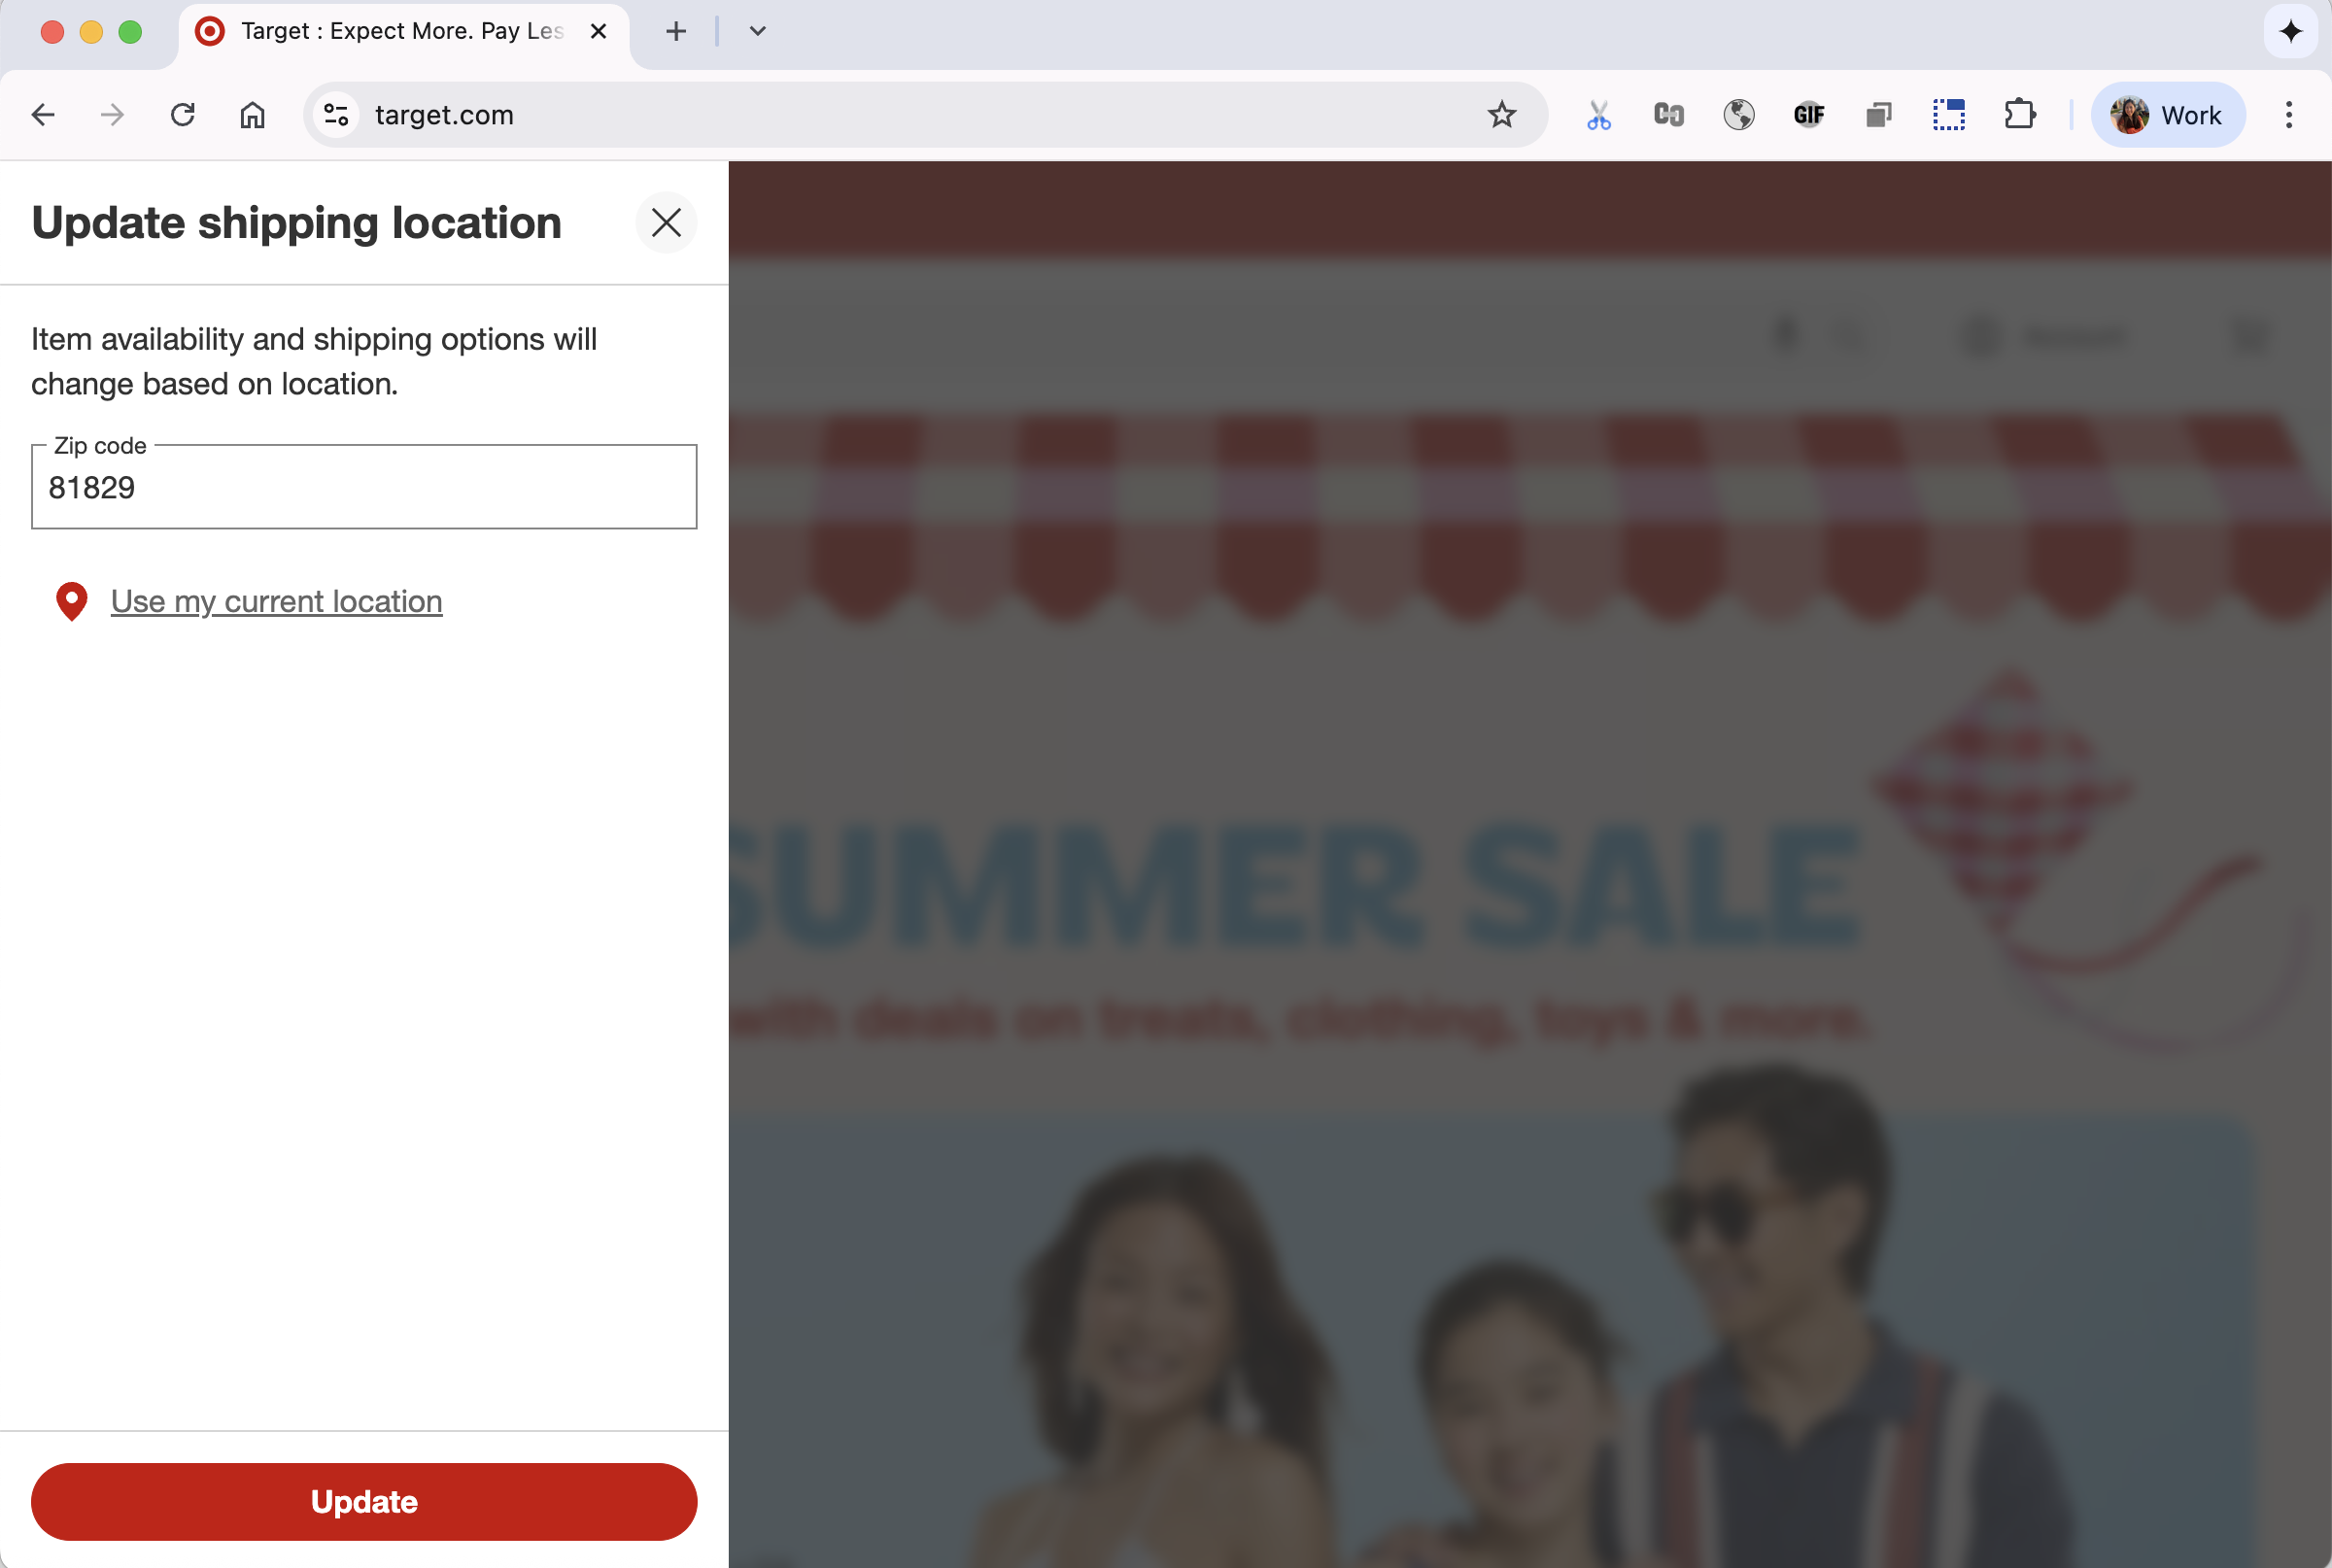 Target : Expect More. Pay Les
target.com
GIF
Work
Update shipping location
Item availability and shipping options will
change based on location.
Zip code
81829
Use my current location
Update
Account
SUMMER SALE
with deals on treats, clothing, toys & more.